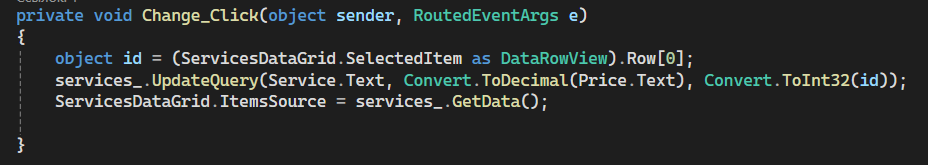 private void Change_Click(object sender, RoutedEventArgs e)
{
object id = (ServicesDataGrid.SelectedItem as DataRowView).Row[0];
services_.UpdateQuery(Service.Text, Convert.ToDecimal(Price.Text), Convert.ToInt32(id));
ServicesDataGrid.ItemsSource = services_.GetData();
}